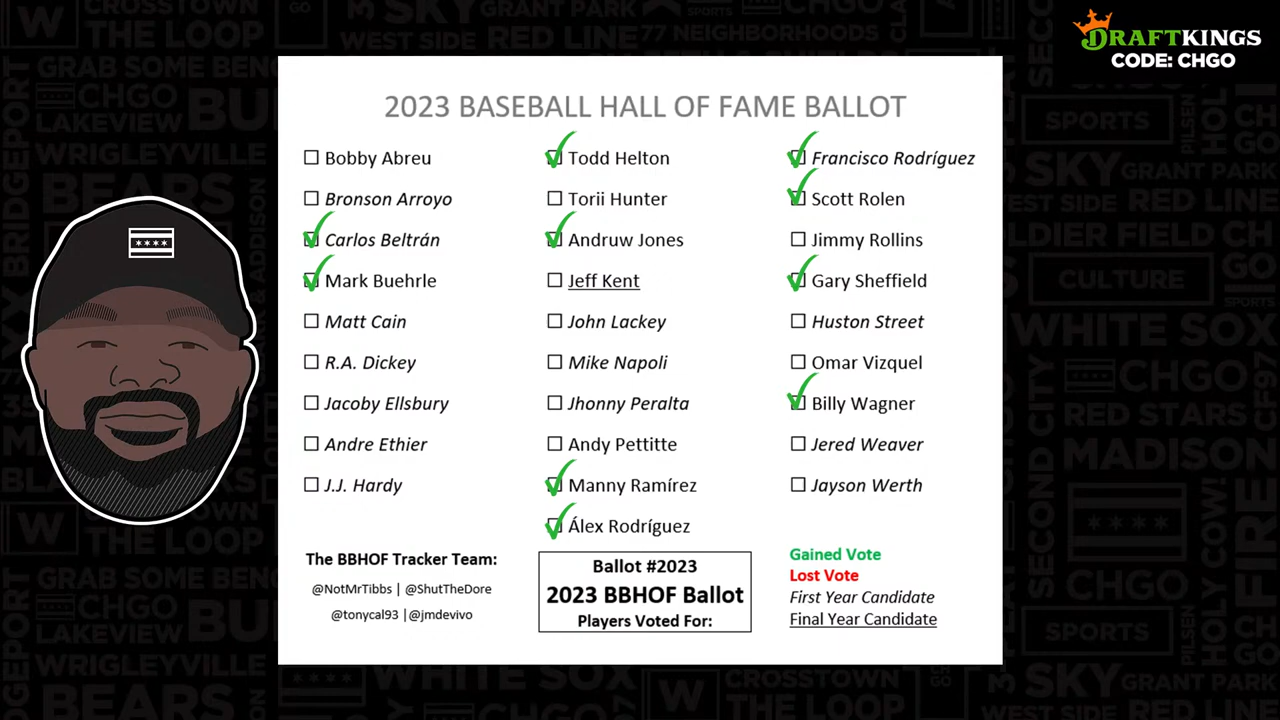 DRAFTKINGS
CODE: CHGO
2023 BASEBALL HALL OF FAME BALLOT
Bobby Abreu
Bronson Arroyo
Carlos Beltrán
Mark Buehrle
Matt Cain
R.A. Dickey
Jacoby Ellsbury
Andre Ethier
J.J. Hardy
Todd Helton
Torii Hunter
Andruw Jones
Jeff Kent
John Lackey
Mike Napoli
Jhonny Peralta
Andy Pettitte
Manny Ramírez
Álex Rodríguez
Francisco Rodríguez
Scott Rolen
Jimmy Rollins
Gary Sheffield
Huston Street
Omar Vizquel
Billy Wagner
Jered Weaver
Jayson Werth
The BBHOF Tracker Team:
@NotMrTibbs | @ShutTheDore
@tonycal93 |@jmdevivo
Ballot #2023
2023 BBHOF Ballot
Players Voted For:
Gained Vote
Lost Vote
First Year Candidate
Final Year Candidate